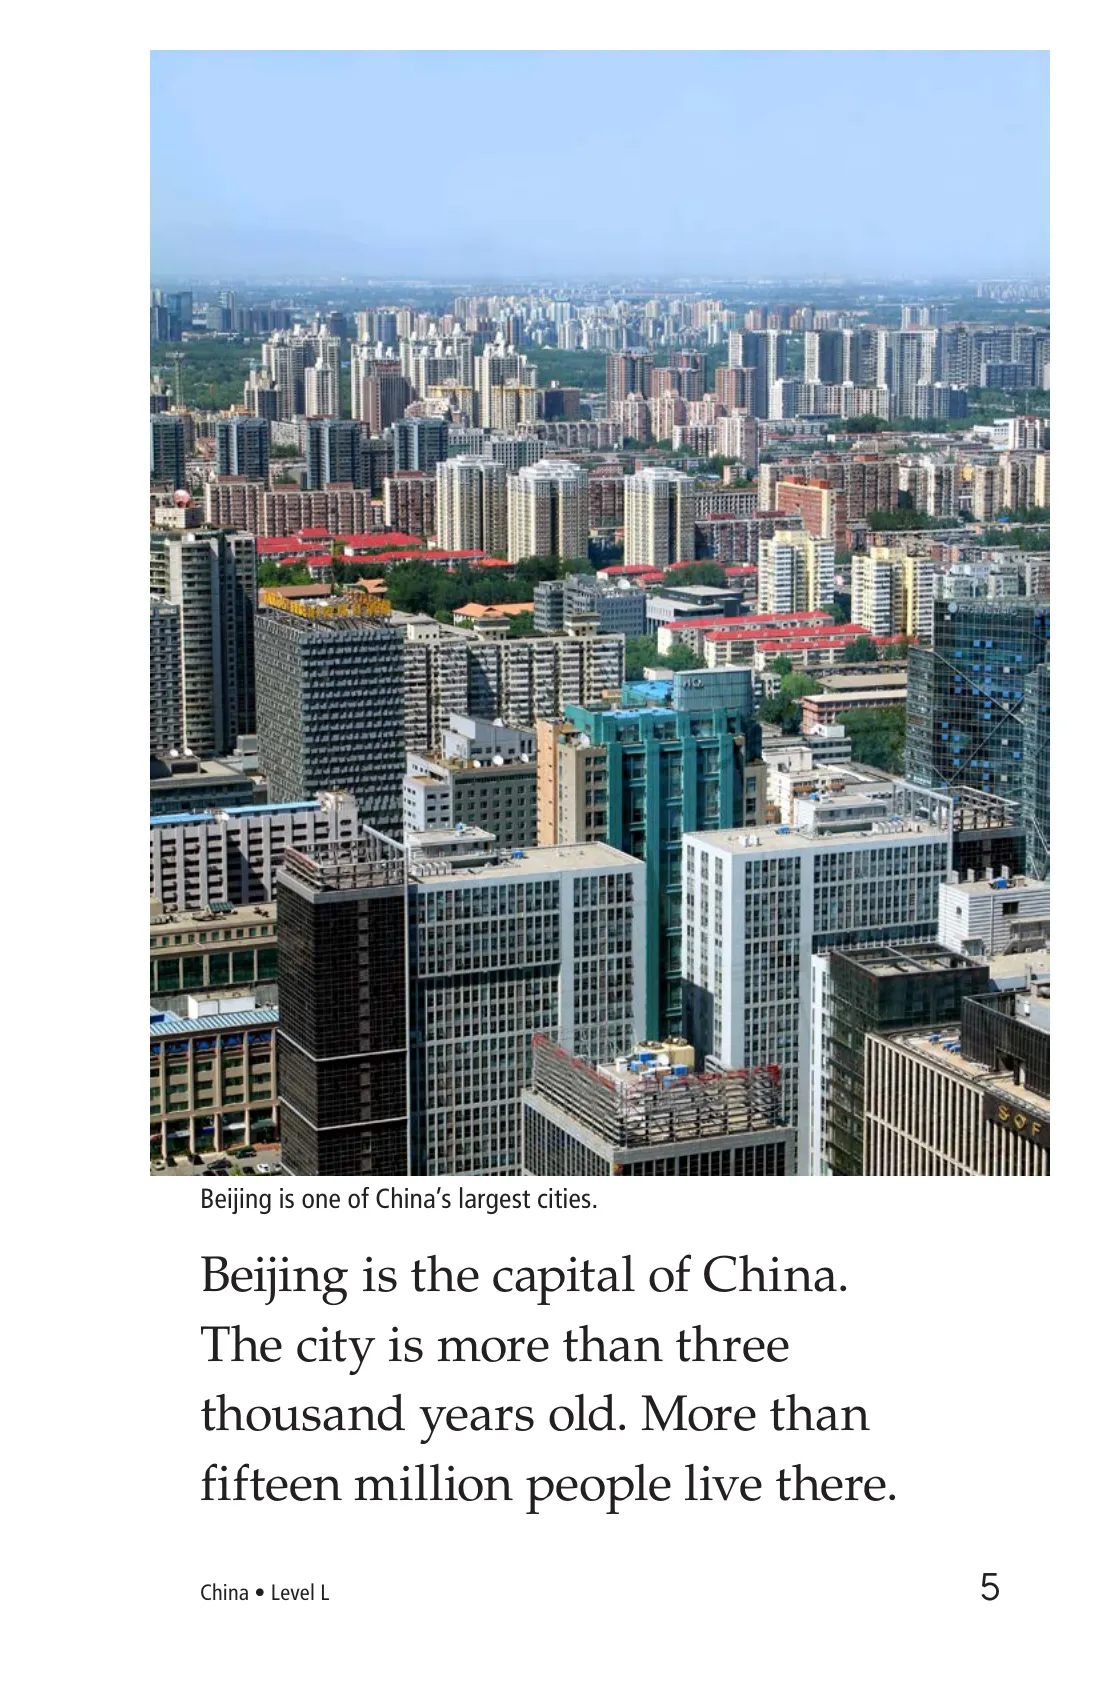 SOF
Beijing is one of China’s largest cities.
Beijing is the capital of China.
The city is more than three
thousand years old. More than
fifteen million people live there.
China • Level L
5